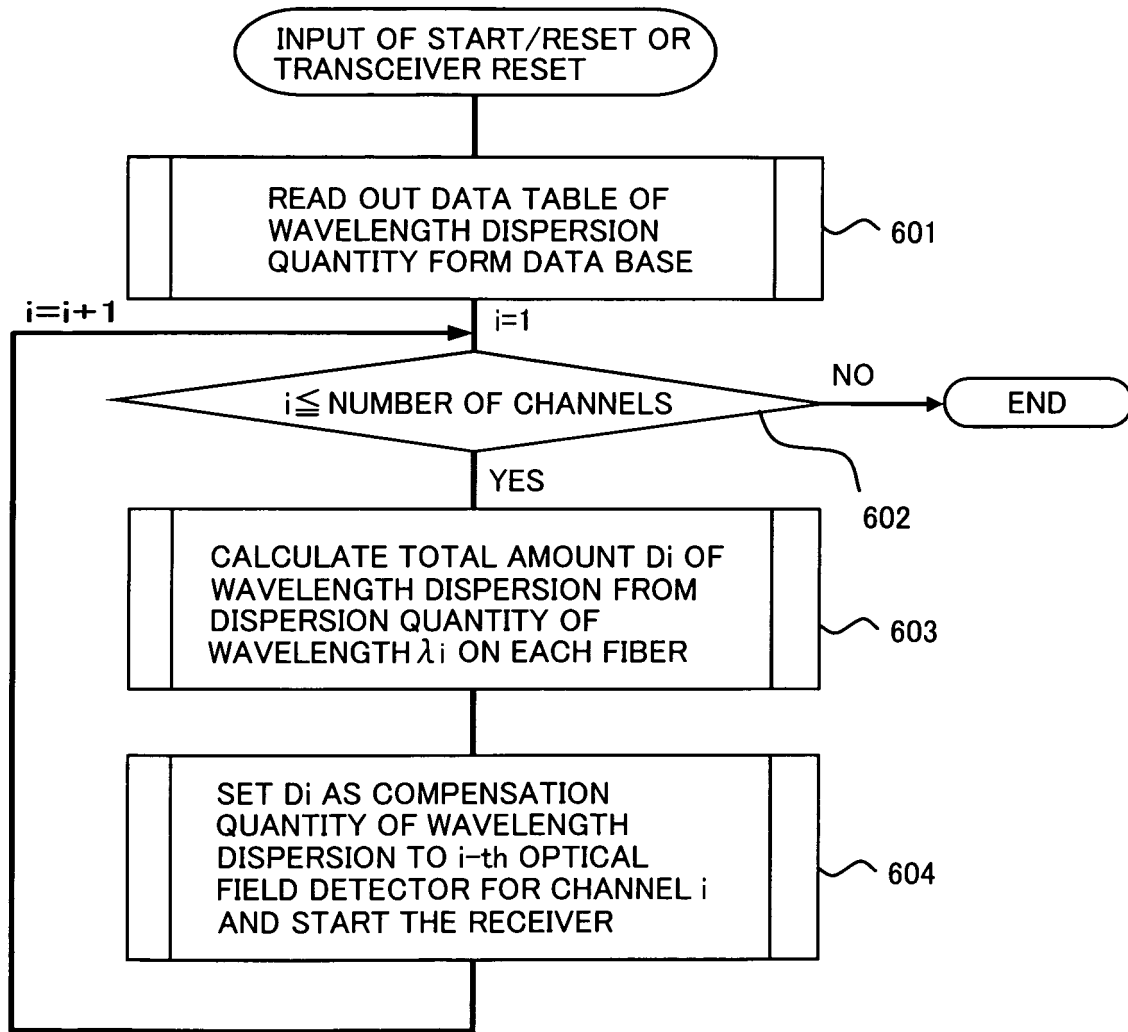 INPUT OF START/RESET OR
TRANSCEIVER RESET
READ OUT DATA TABLE OF
WAVELENGTH DISPERSION
QUANTITY FORM DATA BASE
601
i=i+1
i=1
i≦NUMBER OF CHANNELS
NO
END
602
YES
CALCULATE TOTAL AMOUNT Di OF
WAVELENGTH DISPERSION FROM
DISPERSION QUANTITY OF
WAVELENGTH λi ON EACH FIBER
603
SET Di AS COMPENSATION
QUANTITY OF WAVELENGTH
DISPERSION TO i-th OPTICAL
FIELD DETECTOR FOR CHANNEL i
AND START THE RECEIVER
604